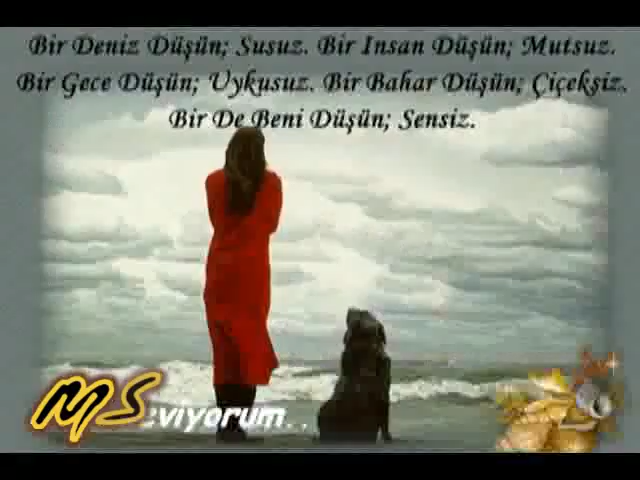 Bir Deniz Düşün; Susuz. Bir Insan Düşün; Mutsuz.
Bir Gece Düşün; Uykusuz. Bir Bahar Düşün; Çiçeksiz.
Bir De Beni Düşün; Sensiz.
MS
eviyorum..